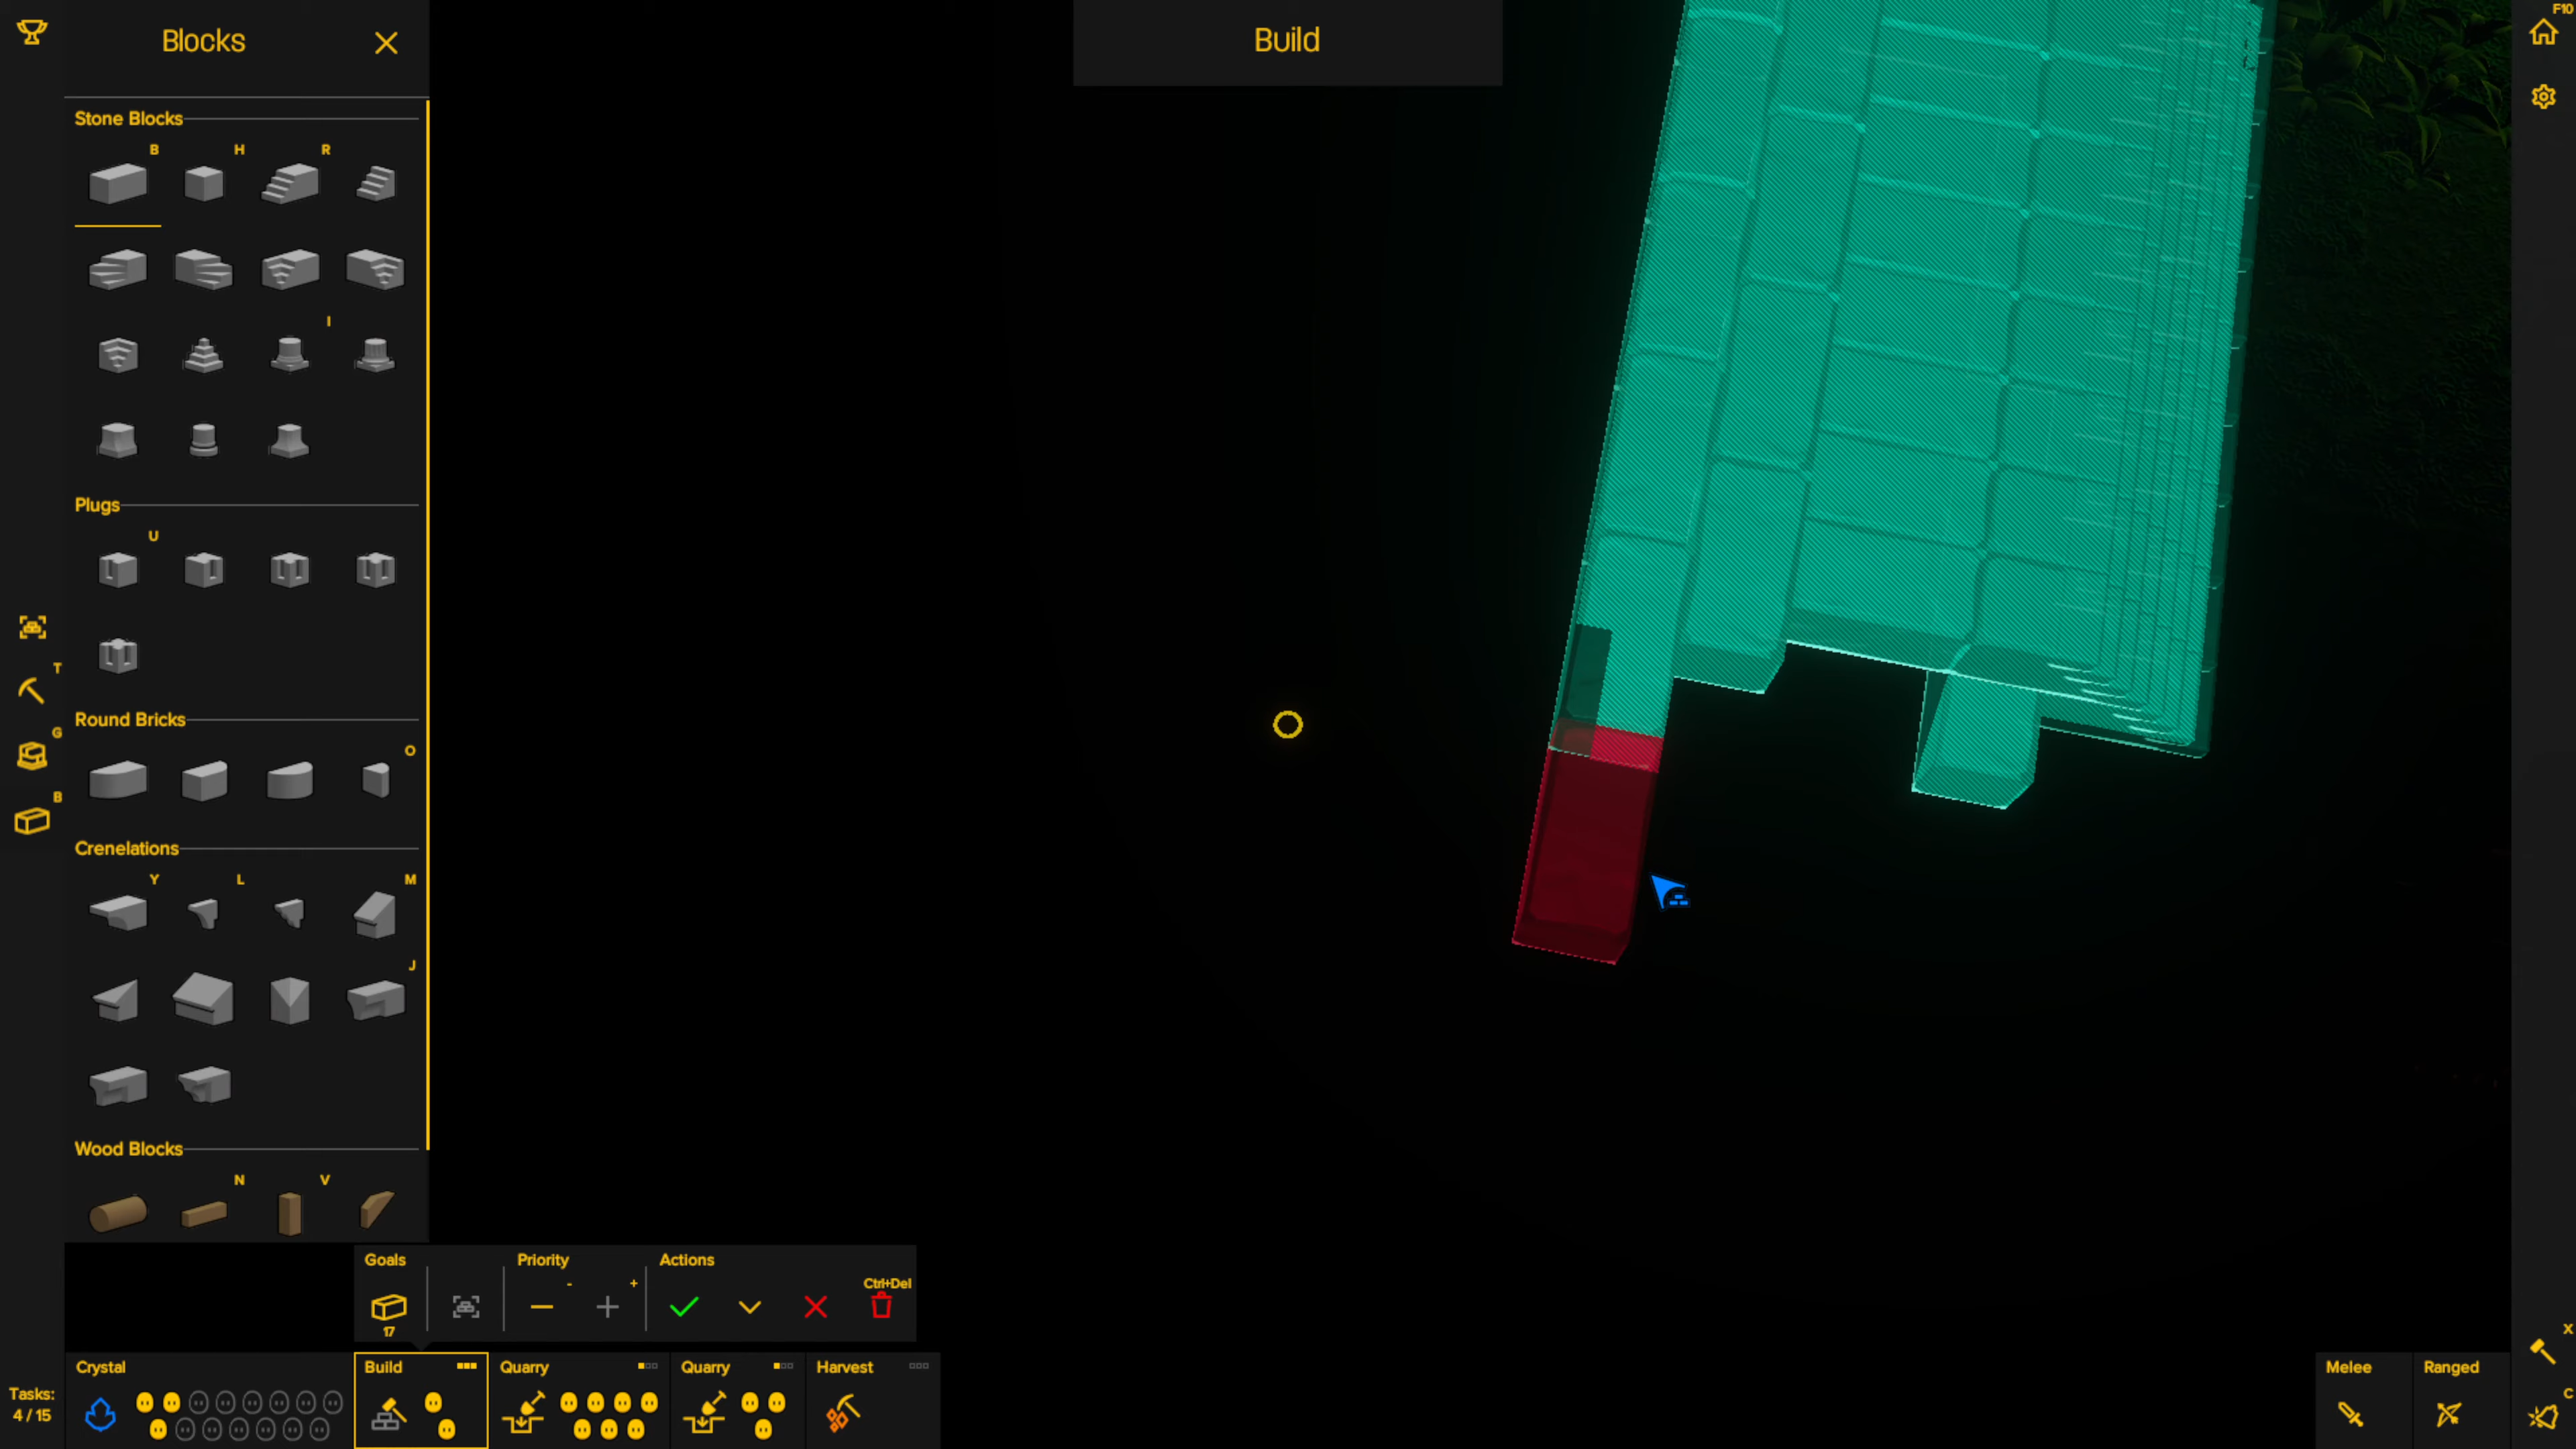 Blocks
Build
F10
Stone Blocks
B
H
R
I
Plugs
U
Round Bricks
O
T
G
B
Crenelations
Y
L
M
J
Wood Blocks
N
V
Goals
Priority
Actions
-
+
Ctrl+Del
17
Tasks:
4 / 15
Crystal
Build
Quarry
Quarry
Harvest
Melee
Ranged
X
C